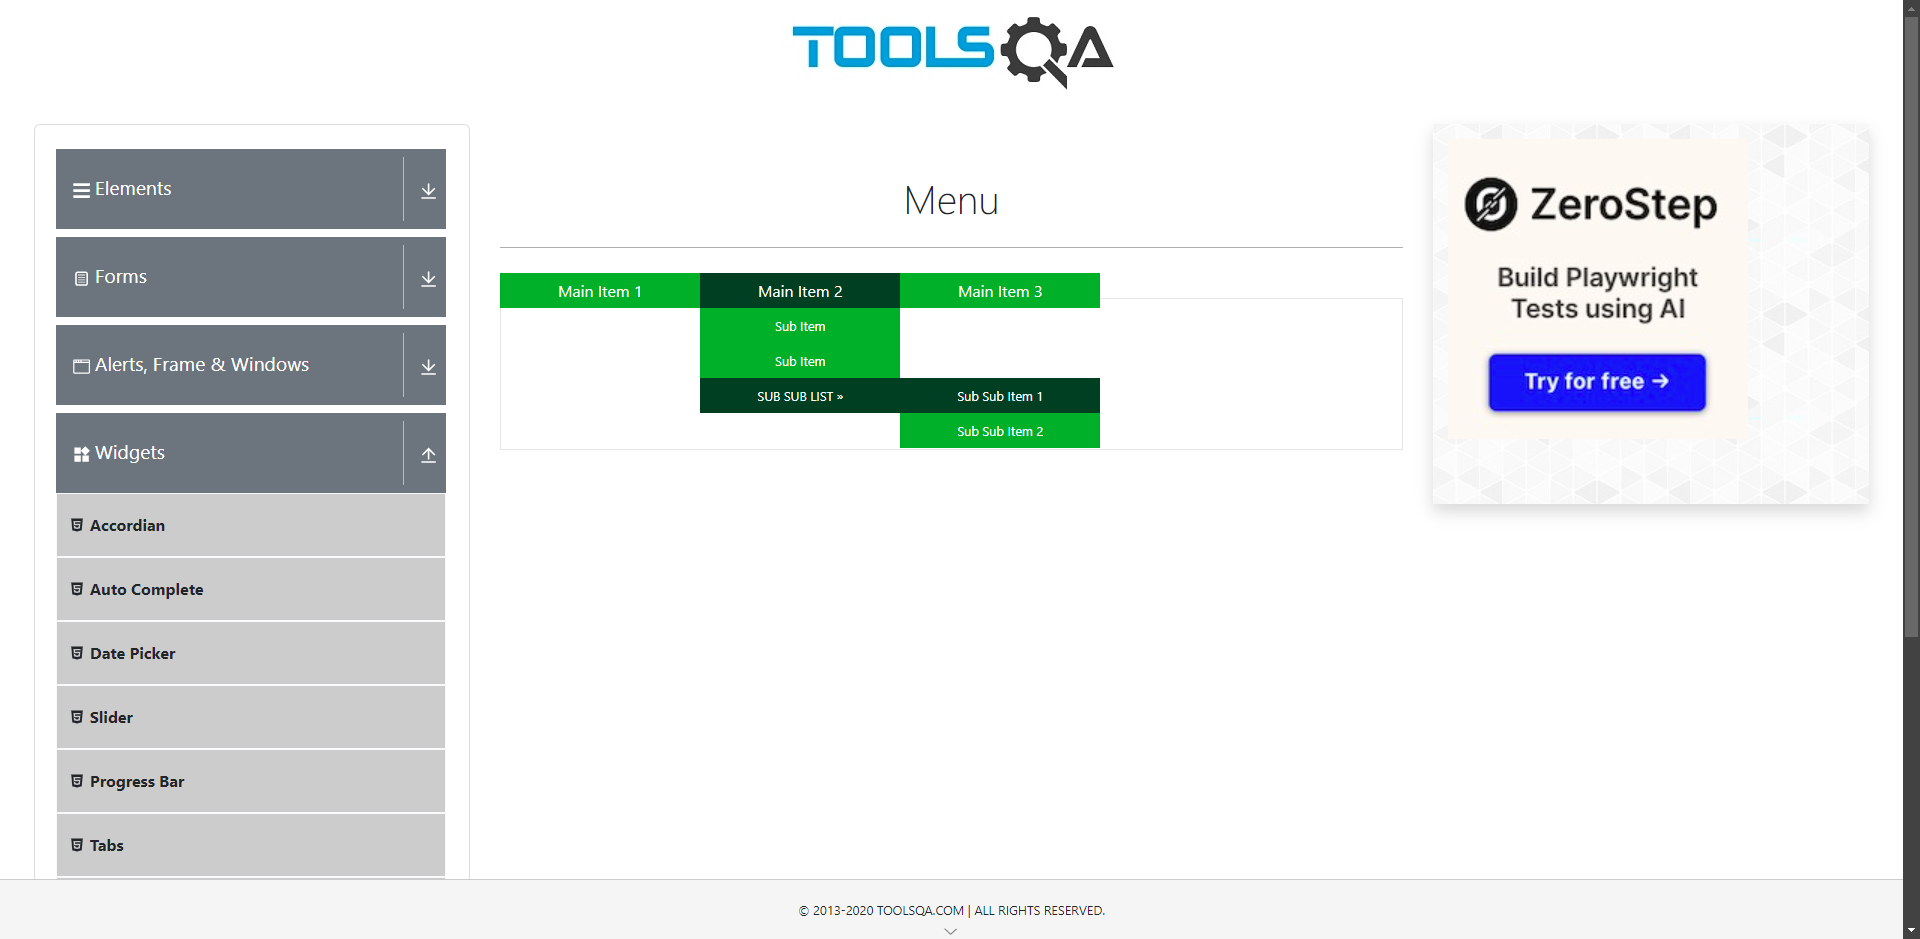 TOOLSQA
Elements
Forms
Alerts, Frame & Windows
Widgets
Accordian
Auto Complete
Date Picker
Slider
Progress Bar
Tabs
Menu
Main Item 1
Main Item 2
Main Item 3
Sub Item
Sub Item
SUB SUB LIST »
Sub Sub Item 1
Sub Sub Item 2
ZeroStep
Build Playwright
Tests using AI
Try for free →
© 2013-2020 TOOLSQA.COM | ALL RIGHTS RESERVED.